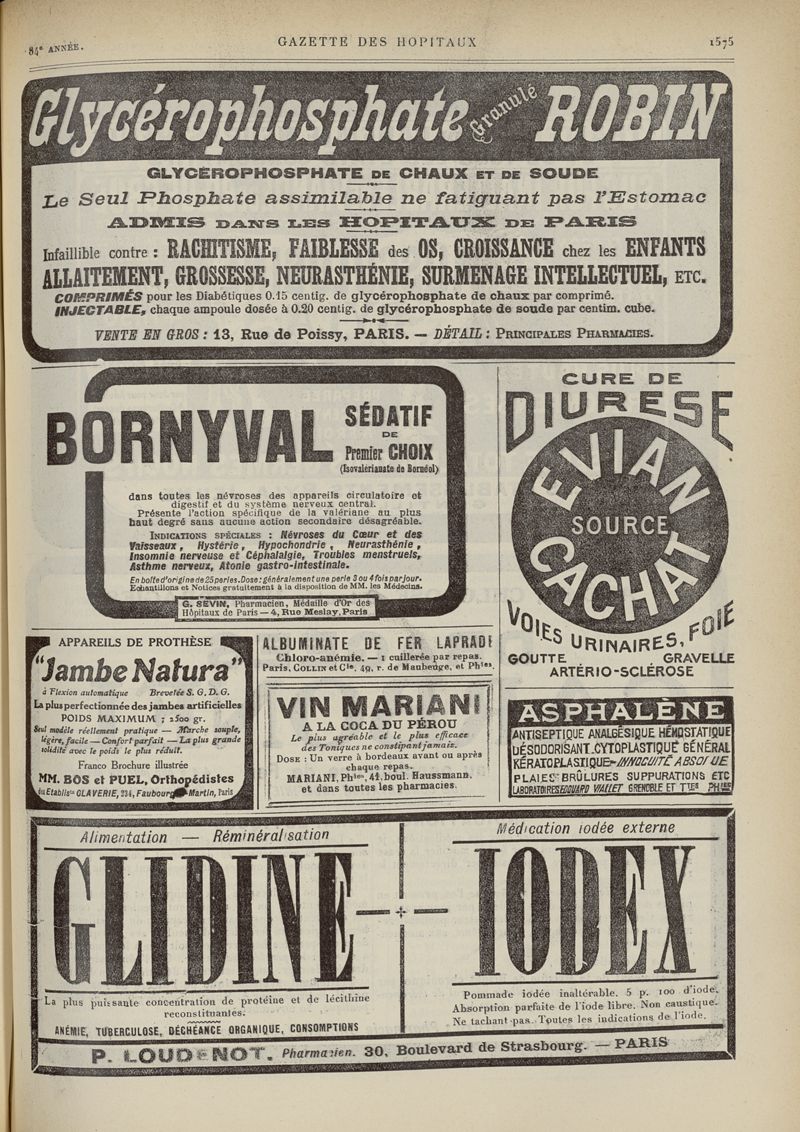 84e ANNÉE.
GAZETTE DES HOPITAUX
1575
Glycérophosphate Granulé ROBIN
GLYCÉROPHOSPHATE DE CHAUX ET DE SOUDE
Le Seul Phosphate assimilable ne fatiguant pas l'Estomac
ADMIS DANS LES HOPITAUX DE PARIS
Infaillible contre : RACHITISME, FAIBLESSE des OS, CROISSANCE chez les ENFANTS
ALLAITEMENT, GROSSESSE, NEURASTHÉNIE, SURMENAGE INTELLECTUEL, ETC.
COMPRIMÉS pour les Diabétiques 0.15 centig. de glycérophosphate de chaux par comprimé.
INJECTABLE, chaque ampoule dosée à 0.20 centig. de glycérophosphate de soude par centim. cube.
VENTE EN GROS : 13, Rue de Poissy, PARIS. — DÉTAIL : PRINCIPALES PHARMACIES.
BORNYVAL
SÉDATIF
DE
Premier CHOIX
(Isovalérianate de Bornéol)
dans toutes les névroses des appareils circulatoire et
digestif et du système nerveux central.
Présente l'action spécifique de la valériane au plus
haut degré sans aucune action secondaire désagréable.
INDICATIONS SPÉCIALES : Névroses du Cœur et des
Vaisseaux, Hystérie, Hypochondrie, Neurasthénie,
Insomnie nerveuse et Céphalalgie, Troubles menstruels,
Asthme nerveux, Atonie gastro-intestinale.
En boîte d'origine de 25 perles. Dose : généralement une perle 3 ou 4 fois par jour.
Echantillons et Notices gratuitement à la disposition de MM. les Médecins.
G. SEVIN, Pharmacien, Médaille d'Or des
Hôpitaux de Paris — 4, Rue Meslay, Paris
CURE DE
DIURESE
EVIAN
SOURCE
CACHAT
VOIES URINAIRES, FOIE
GOUTTE GRAVELLE
ARTÉRIO-SCLÉROSE
APPAREILS DE PROTHÈSE
"Jambe Natura"
à Flexion automatique Brevetée S. G. D. G.
La plus perfectionnée des jambes artificielles
POIDS MAXIMUM : 2500 gr.
Seul modèle réellement pratique — Marche souple,
légère, facile — Confort parfait — La plus grande
solidité avec le poids le plus réduit.
Franco Brochure illustrée
MM. BOS et PUEL, Orthopédistes
des Etablis. CLAVERIE, 234, Faubourg Martin, Paris
ALBUMINATE DE FER LAPRADE
Chloro-anémie. — 1 cuillerée par repas.
Paris, COLLIN et Cie, 49, r. de Maubeuge, et Phies.
VIN MARIANI
A LA COCA DU PÉROU
Le plus agréable et le plus efficace
des Toniques ne constipant jamais.
DOSE : Un verre à bordeaux avant ou après
chaque repas.
MARIANI, Phien, 41, boul. Haussmann,
et dans toutes les pharmacies.
ASPHALÈNE
ANTISEPTIQUE ANALGÉSIQUE HÉMOSTATIQUE
DÉSODORISANT. CYTOPLASTIQUE GÉNÉRAL
KÉRATOPLASTIQUE - INNOCUITÉ ABSOLUE
PLAIES BRÛLURES SUPPURATIONS ETC
LABORATOIRES EDOUARD VIALLET GRENOBLE ET TTES PHIES
Alimentation — Réminéralisation
GLIDINE
La plus puissante concentration de protéine et de lécithine
reconstituantes.
ANÉMIE, TUBERCULOSE, DÉCHÉANCE ORGANIQUE, CONSOMPTIONS
Médication iodée externe
IODEX
Pommade iodée inaltérable. 5 p. 100 d'iode.
Absorption parfaite de l'iode libre. Non caustique.
Ne tachant pas. Toutes les indications de l'iode.
P. LOUDENOT, Pharmacien. 30, Boulevard de Strasbourg. — PARIS